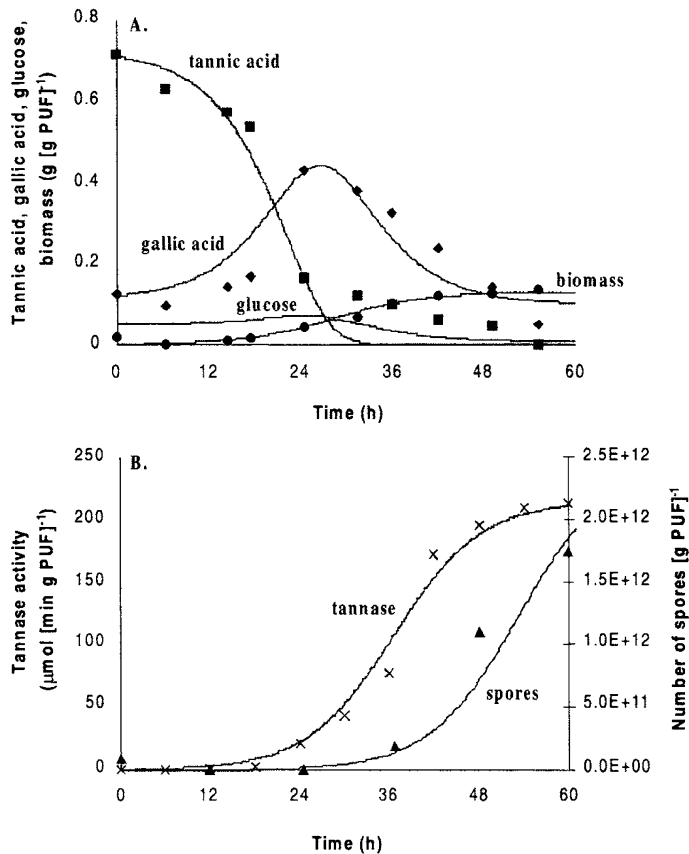 A.
Tannic acid, gallic acid, glucose,
biomass (g [g PUF]-1)
0.8
0.6
0.4
0.2
0
tannic acid
gallic acid
glucose
biomass
0 12 24 36 48 60
Time (h)
B.
Tannase activity
(µmol [min g PUF]-1)
250
200
150
100
50
0
tannase
spores
2.5E+12
2.0E+12
1.5E+12
1.0E+12
5.0E+11
0.0E+00
Number of spores [g PUF]-1
0 12 24 36 48 60
Time (h)